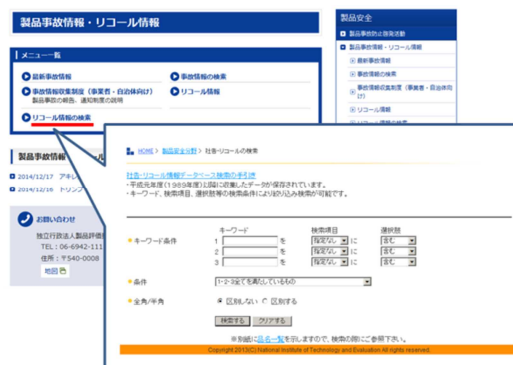 製品事故情報・リコール情報
メニュー一覧
最新事故情報
事故情報の検索
事故情報収集制度（事業者・自治体向け）
製品事故の報告、通知制度の説明
リコール情報
リコール情報の検索
製品安全
製品事故防止啓発活動
製品事故情報・リコール情報
最新事故情報
事故情報の検索
事故情報収集制度（事業者・自治体向け）
リコール情報
製品事故情報
2014/12/17
2014/12/16
お問い合わせ
独立行政法人製品評価
TEL：06-6942-111
住所：〒540-0008
地図
HOME > 製品安全分野 > 社告・リコールの検索
社告・リコール情報データベース検索の手引き
・平成元年度(1989年度)以降に収集したデータが保存されています。
・キーワード、検索項目、選択肢等の検索条件により絞り込み検索が可能です。
キーワード 検索項目 選択肢
キーワード条件 1 を 指定なし に 含む
2 を 指定なし に 含む
3 を 指定なし に 含む
条件 1・2・3全てを満たしているもの
全角/半角 区別しない 区別する
検索する クリアする
※別紙に品名一覧を示しますので、検索の際にご参照下さい。
Copyright 2013(C) National Institute of Technology and Evaluation All rights reserved.